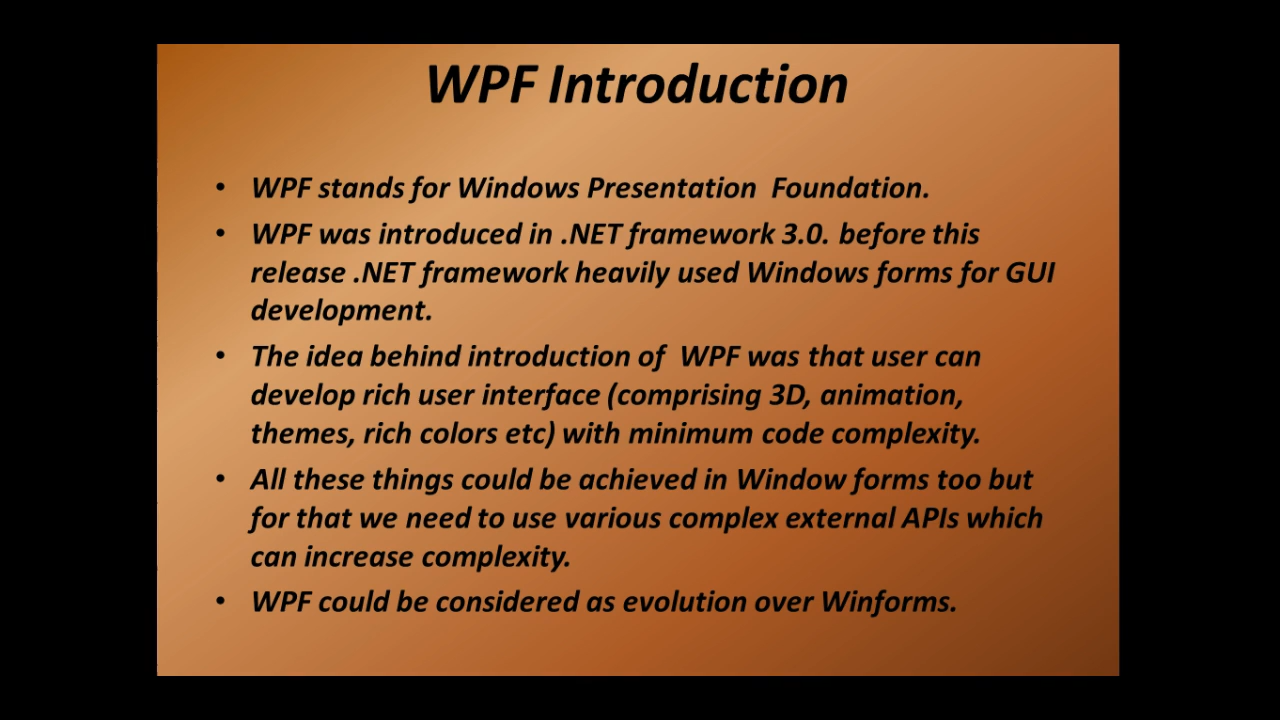 WPF Introduction
• WPF stands for Windows Presentation  Foundation.
• WPF was introduced in .NET framework 3.0. before this
release .NET framework heavily used Windows forms for GUI
development.
• The idea behind introduction of  WPF was that user can
develop rich user interface (comprising 3D, animation,
themes, rich colors etc) with minimum code complexity.
• All these things could be achieved in Window forms too but
for that we need to use various complex external APIs which
can increase complexity.
• WPF could be considered as evolution over Winforms.